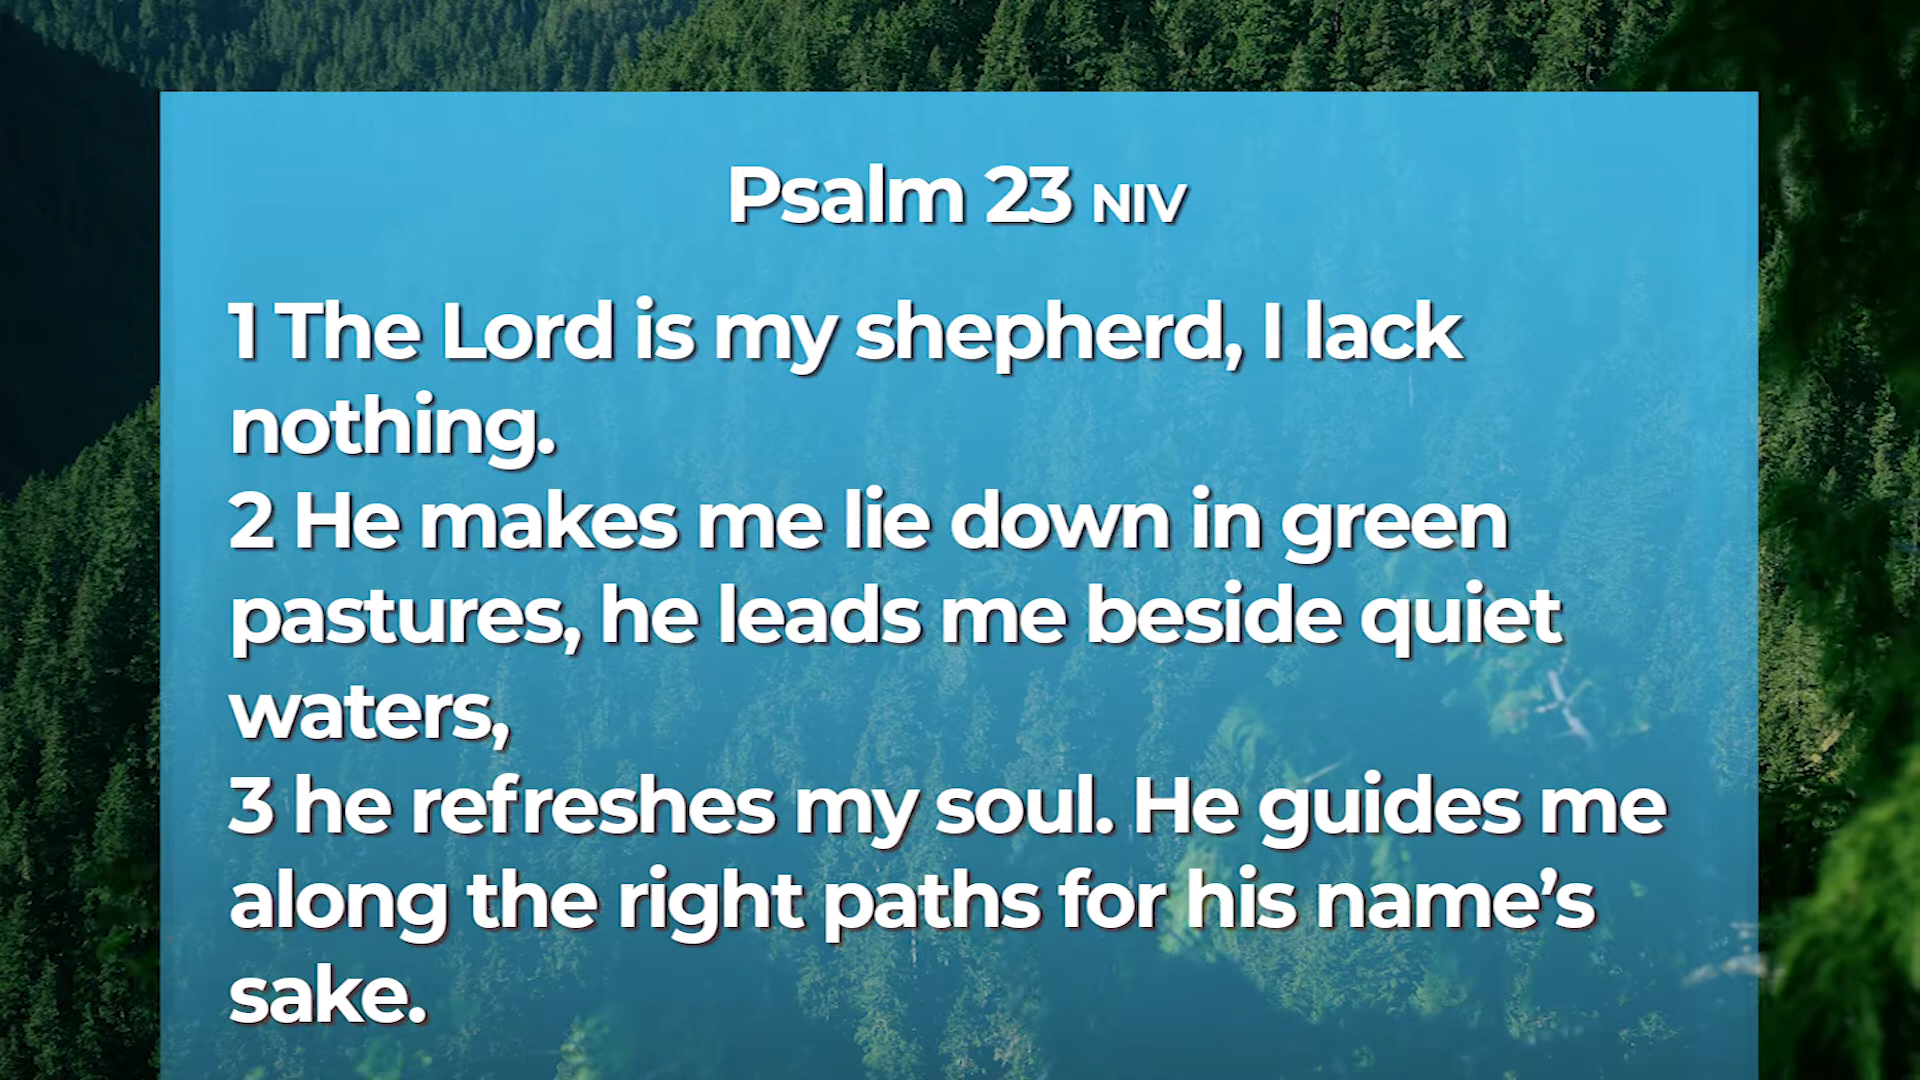 Psalm 23 NIV
1 The Lord is my shepherd, I lack
nothing.
2 He makes me lie down in green
pastures, he leads me beside quiet
waters,
3 he refreshes my soul. He guides me
along the right paths for his name’s
sake.